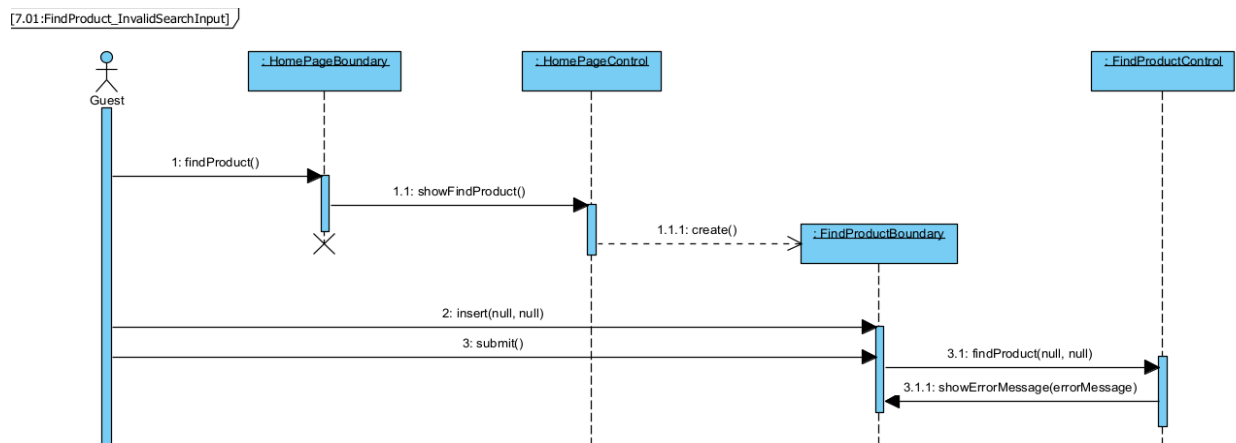 [7.01:FindProduct_InvalidSearchInput]
: HomePageBoundary
: HomePageControl
: FindProductControl
Guest
1: findProduct()
1.1: showFindProduct()
1.1.1: create()
: FindProductBoundary
2: insert(null, null)
3: submit()
3.1: findProduct(null, null)
3.1.1: showErrorMessage(errorMessage)